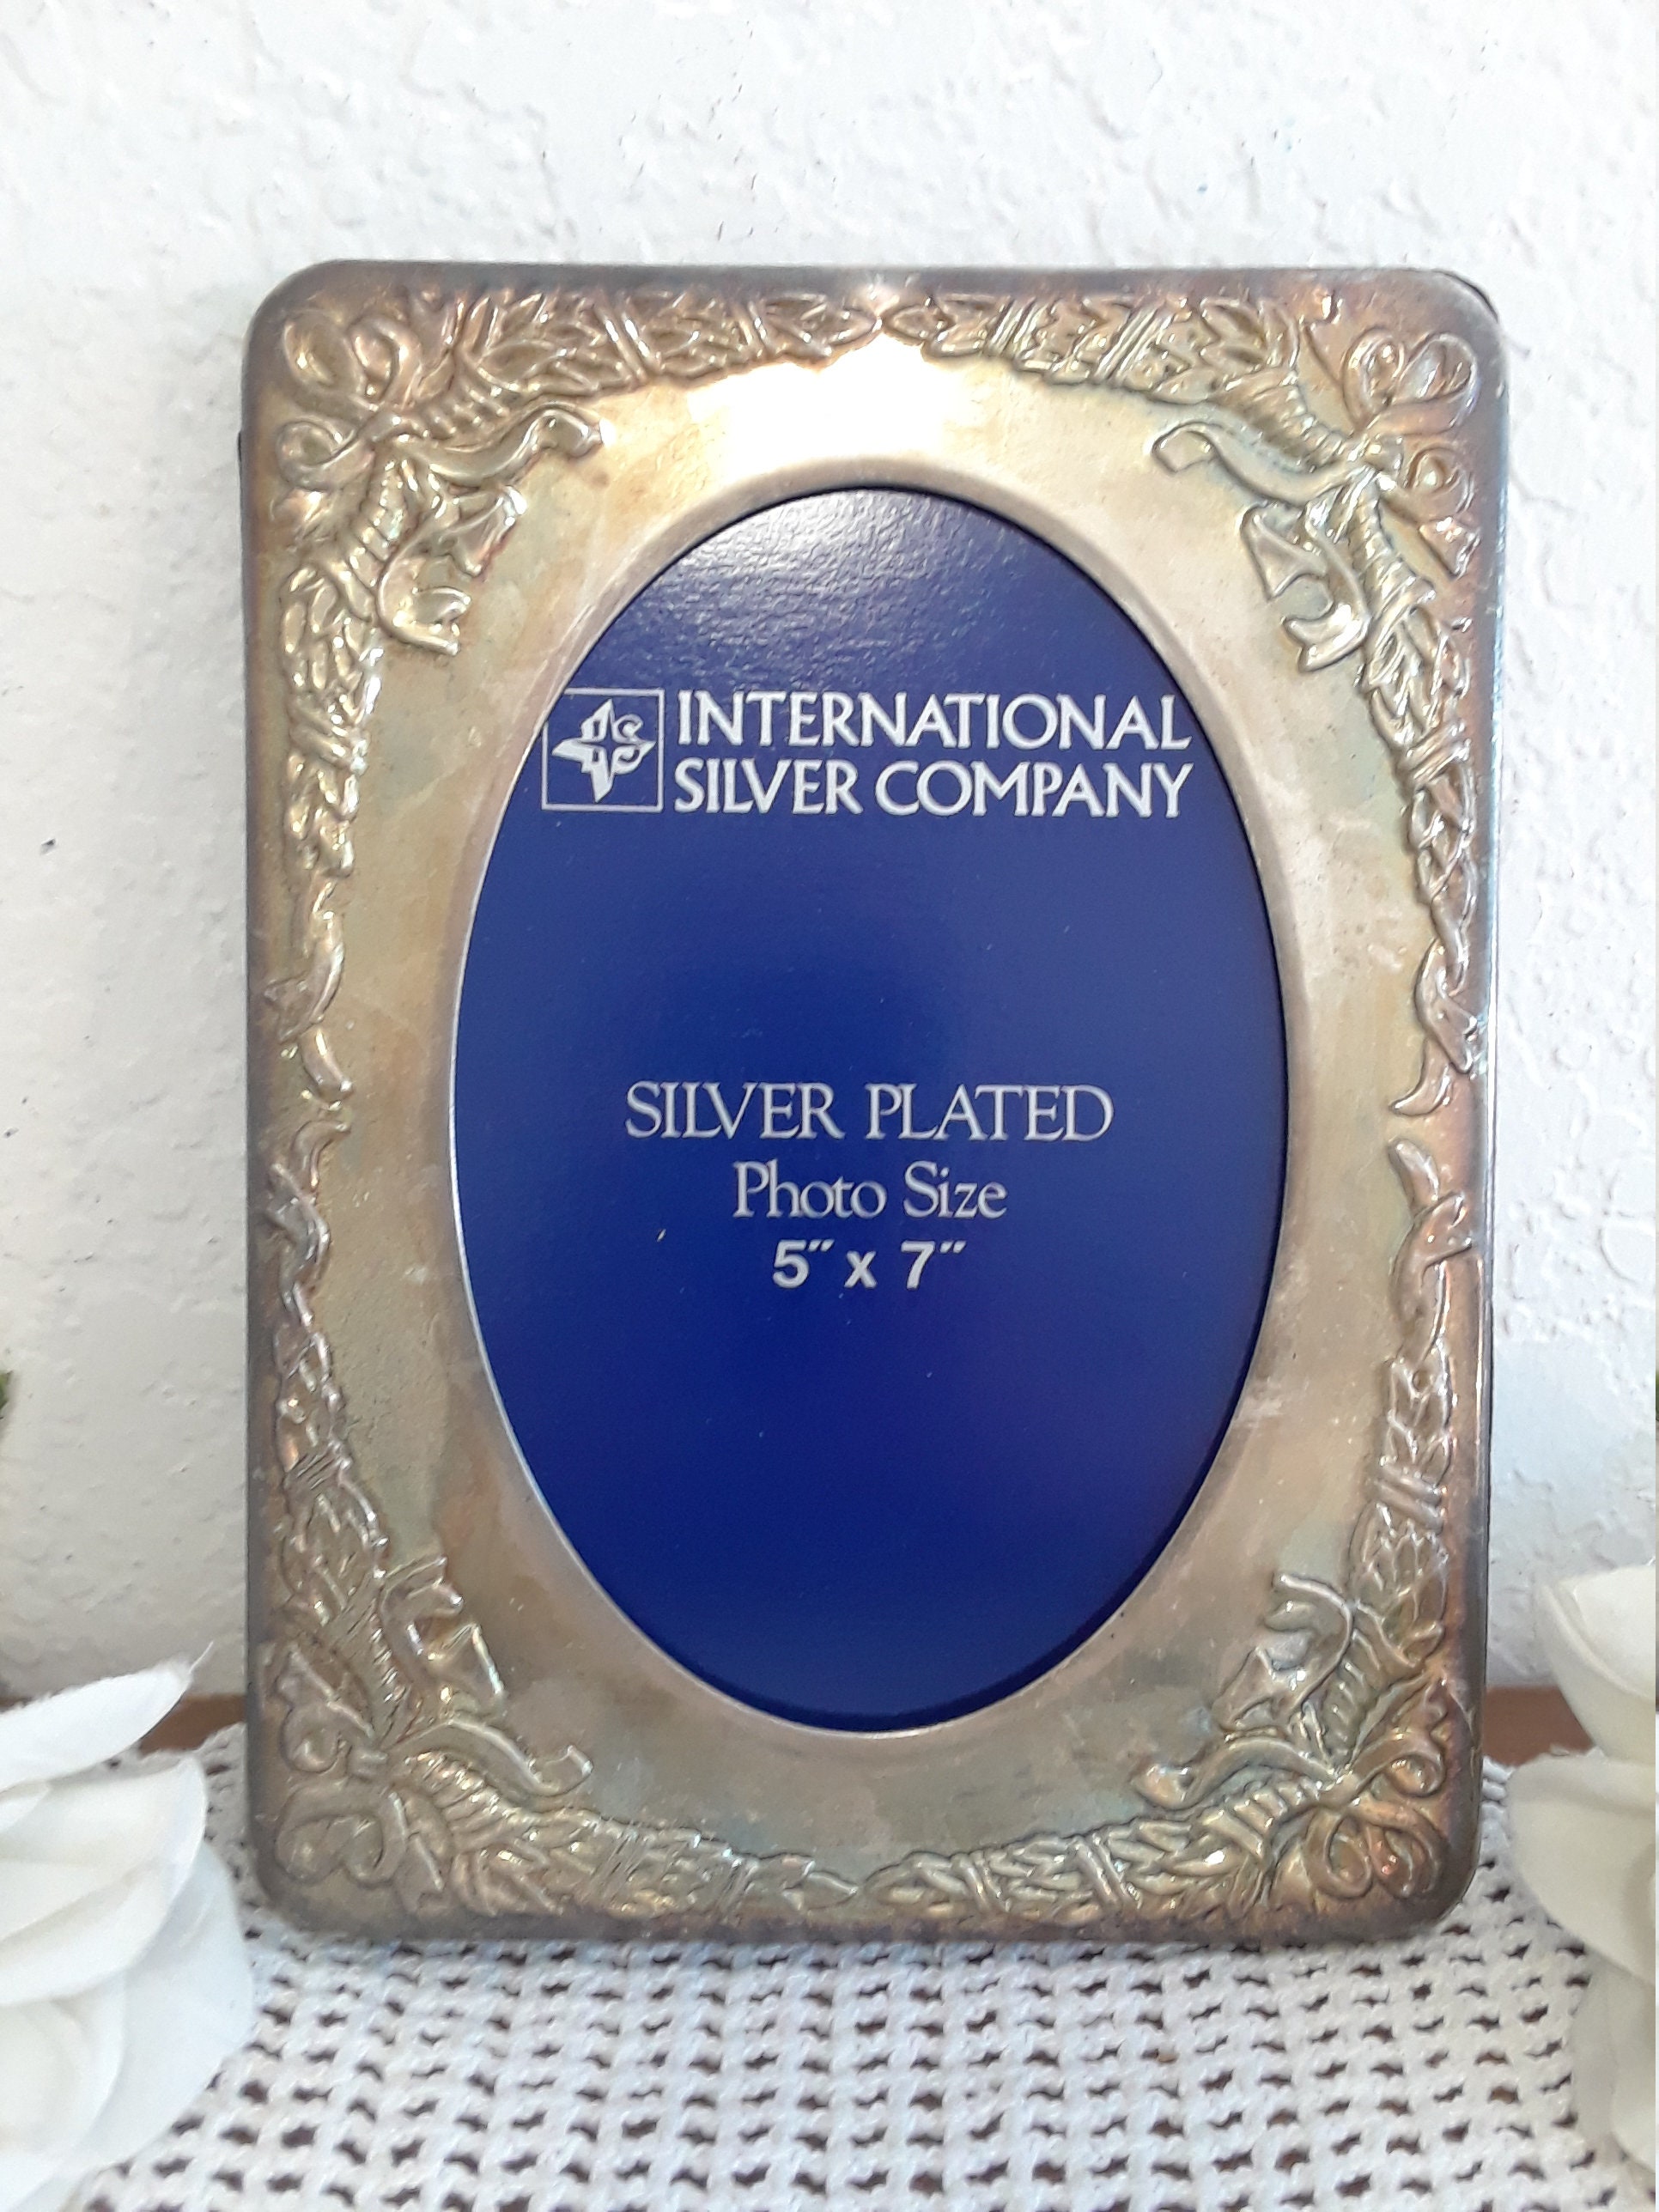 INTERNATIONAL
SILVER COMPANY
SILVER PLATED
Photo Size
5" x 7"